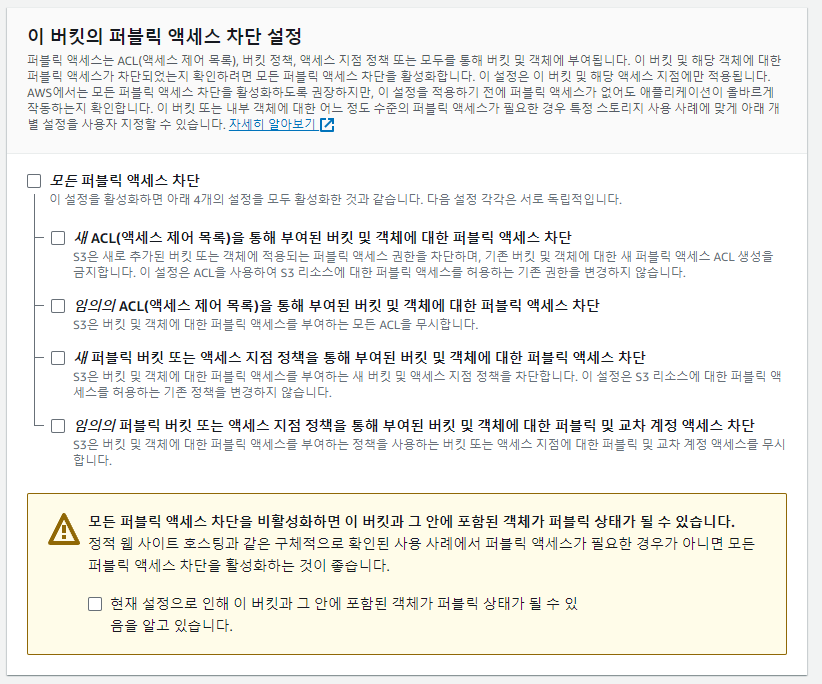 이 버킷의 퍼블릭 액세스 차단 설정
퍼블릭 액세스는 ACL(액세스 제어 목록), 버킷 정책, 액세스 지점 정책 또는 모두를 통해 버킷 및 객체에 부여됩니다. 이 버킷 및 해당 객체에 대한
퍼블릭 액세스가 차단되었는지 확인하려면 모든 퍼블릭 액세스 차단을 활성화합니다. 이 설정은 이 버킷 및 해당 액세스 지점에만 적용됩니다.
AWS에서는 모든 퍼블릭 액세스 차단을 활성화하도록 권장하지만, 이 설정을 적용하기 전에 퍼블릭 액세스가 없어도 애플리케이션이 올바르게
작동하는지 확인합니다. 이 버킷 또는 내부 객체에 대한 어느 정도 수준의 퍼블릭 액세스가 필요한 경우 특정 스토리지 사용 사례에 맞게 아래 개
별 설정을 사용자 지정할 수 있습니다. 자세히 알아보기
모든 퍼블릭 액세스 차단
이 설정을 활성화하면 아래 4개의 설정을 모두 활성화한 것과 같습니다. 다음 설정 각각은 서로 독립적입니다.
새 ACL(액세스 제어 목록)을 통해 부여된 버킷 및 객체에 대한 퍼블릭 액세스 차단
S3은 새로 추가된 버킷 또는 객체에 적용되는 퍼블릭 액세스 권한을 차단하며, 기존 버킷 및 객체에 대한 새 퍼블릭 액세스 ACL 생성을
금지합니다. 이 설정은 ACL을 사용하여 S3 리소스에 대한 퍼블릭 액세스를 허용하는 기존 권한을 변경하지 않습니다.
임의의 ACL(액세스 제어 목록)을 통해 부여된 버킷 및 객체에 대한 퍼블릭 액세스 차단
S3은 버킷 및 객체에 대한 퍼블릭 액세스를 부여하는 모든 ACL을 무시합니다.
새 퍼블릭 버킷 또는 액세스 지점 정책을 통해 부여된 버킷 및 객체에 대한 퍼블릭 액세스 차단
S3은 버킷 및 객체에 대한 퍼블릭 액세스를 부여하는 새 버킷 및 액세스 지점 정책을 차단합니다. 이 설정은 S3 리소스에 대한 퍼블릭 액
세스를 허용하는 기존 정책을 변경하지 않습니다.
임의의 퍼블릭 버킷 또는 액세스 지점 정책을 통해 부여된 버킷 및 객체에 대한 퍼블릭 및 교차 계정 액세스 차단
S3은 버킷 및 객체에 대한 퍼블릭 액세스를 부여하는 정책을 사용하는 버킷 또는 액세스 지점에 대한 퍼블릭 및 교차 계정 액세스를 무시
합니다.
모든 퍼블릭 액세스 차단을 비활성화하면 이 버킷과 그 안에 포함된 객체가 퍼블릭 상태가 될 수 있습니다.
정적 웹 사이트 호스팅과 같은 구체적으로 확인된 사용 사례에서 퍼블릭 액세스가 필요한 경우가 아니면 모든
퍼블릭 액세스 차단을 활성화하는 것이 좋습니다.
현재 설정으로 인해 이 버킷과 그 안에 포함된 객체가 퍼블릭 상태가 될 수 있
음을 알고 있습니다.